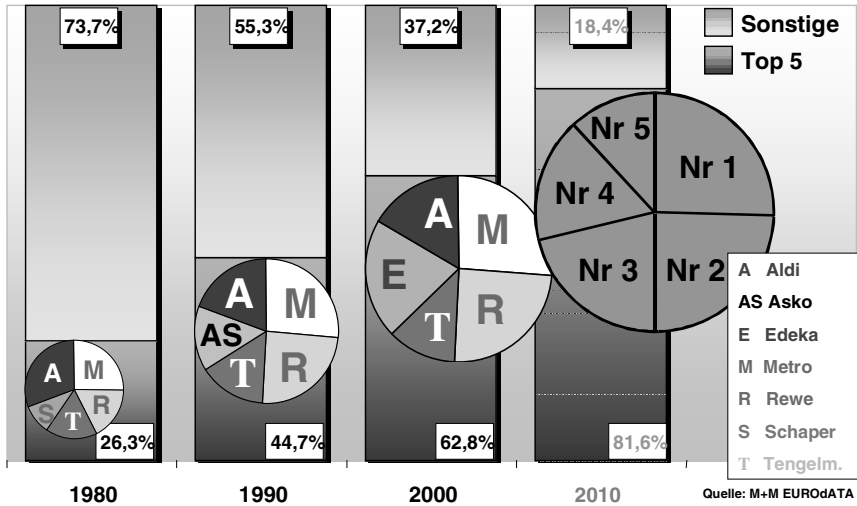 73,7% 55,3% 37,2% 18,4%
Sonstige
Top 5
Nr 5 Nr 1
Nr 4
Nr 3 Nr 2
A M
E R
T
A M
AS R
T
A M
S T R
A Aldi
AS Asko
E Edeka
M Metro
R Rewe
S Schaper
T Tengelm.
26,3% 44,7% 62,8% 81,6%
1980 1990 2000 2010
Quelle: M+M EUROdATA